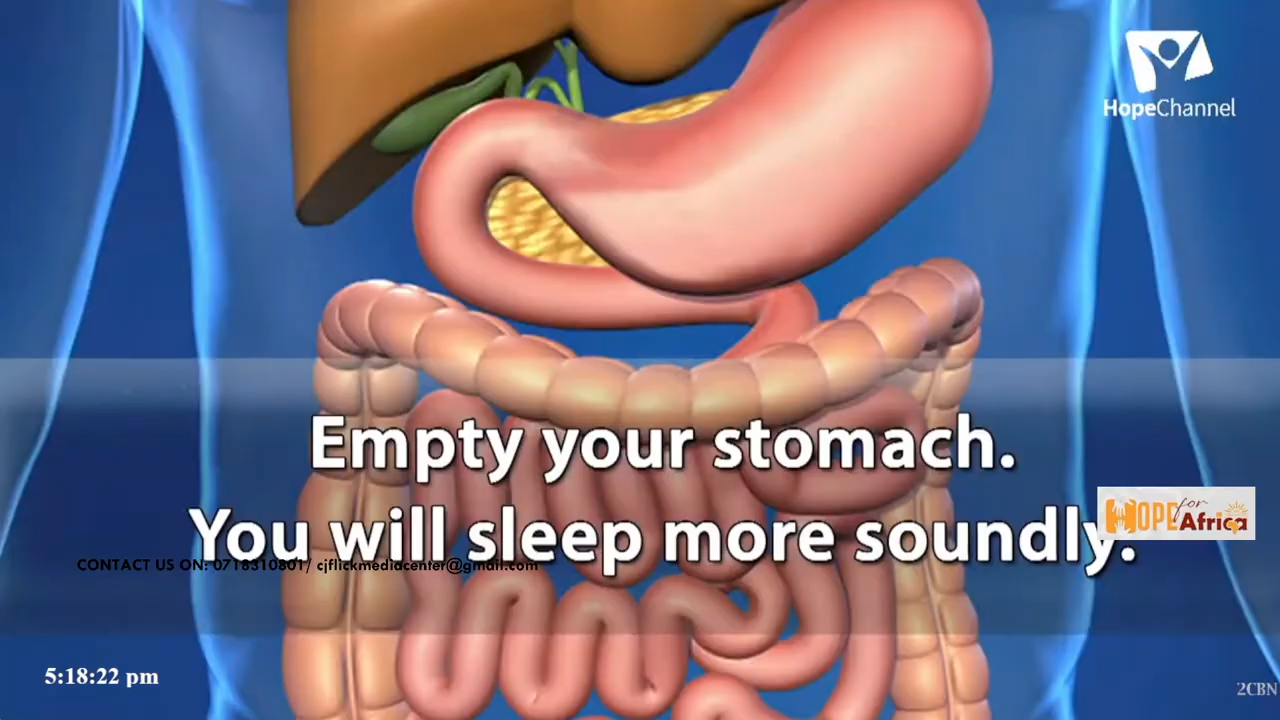 HopeChannel
Empty your stomach.
You will sleep more soundly.
HOPE for Africa
CONTACT US ON: 0718310801/ cjflickmediacenter@gmail.com
5:18:22 pm
2CBN